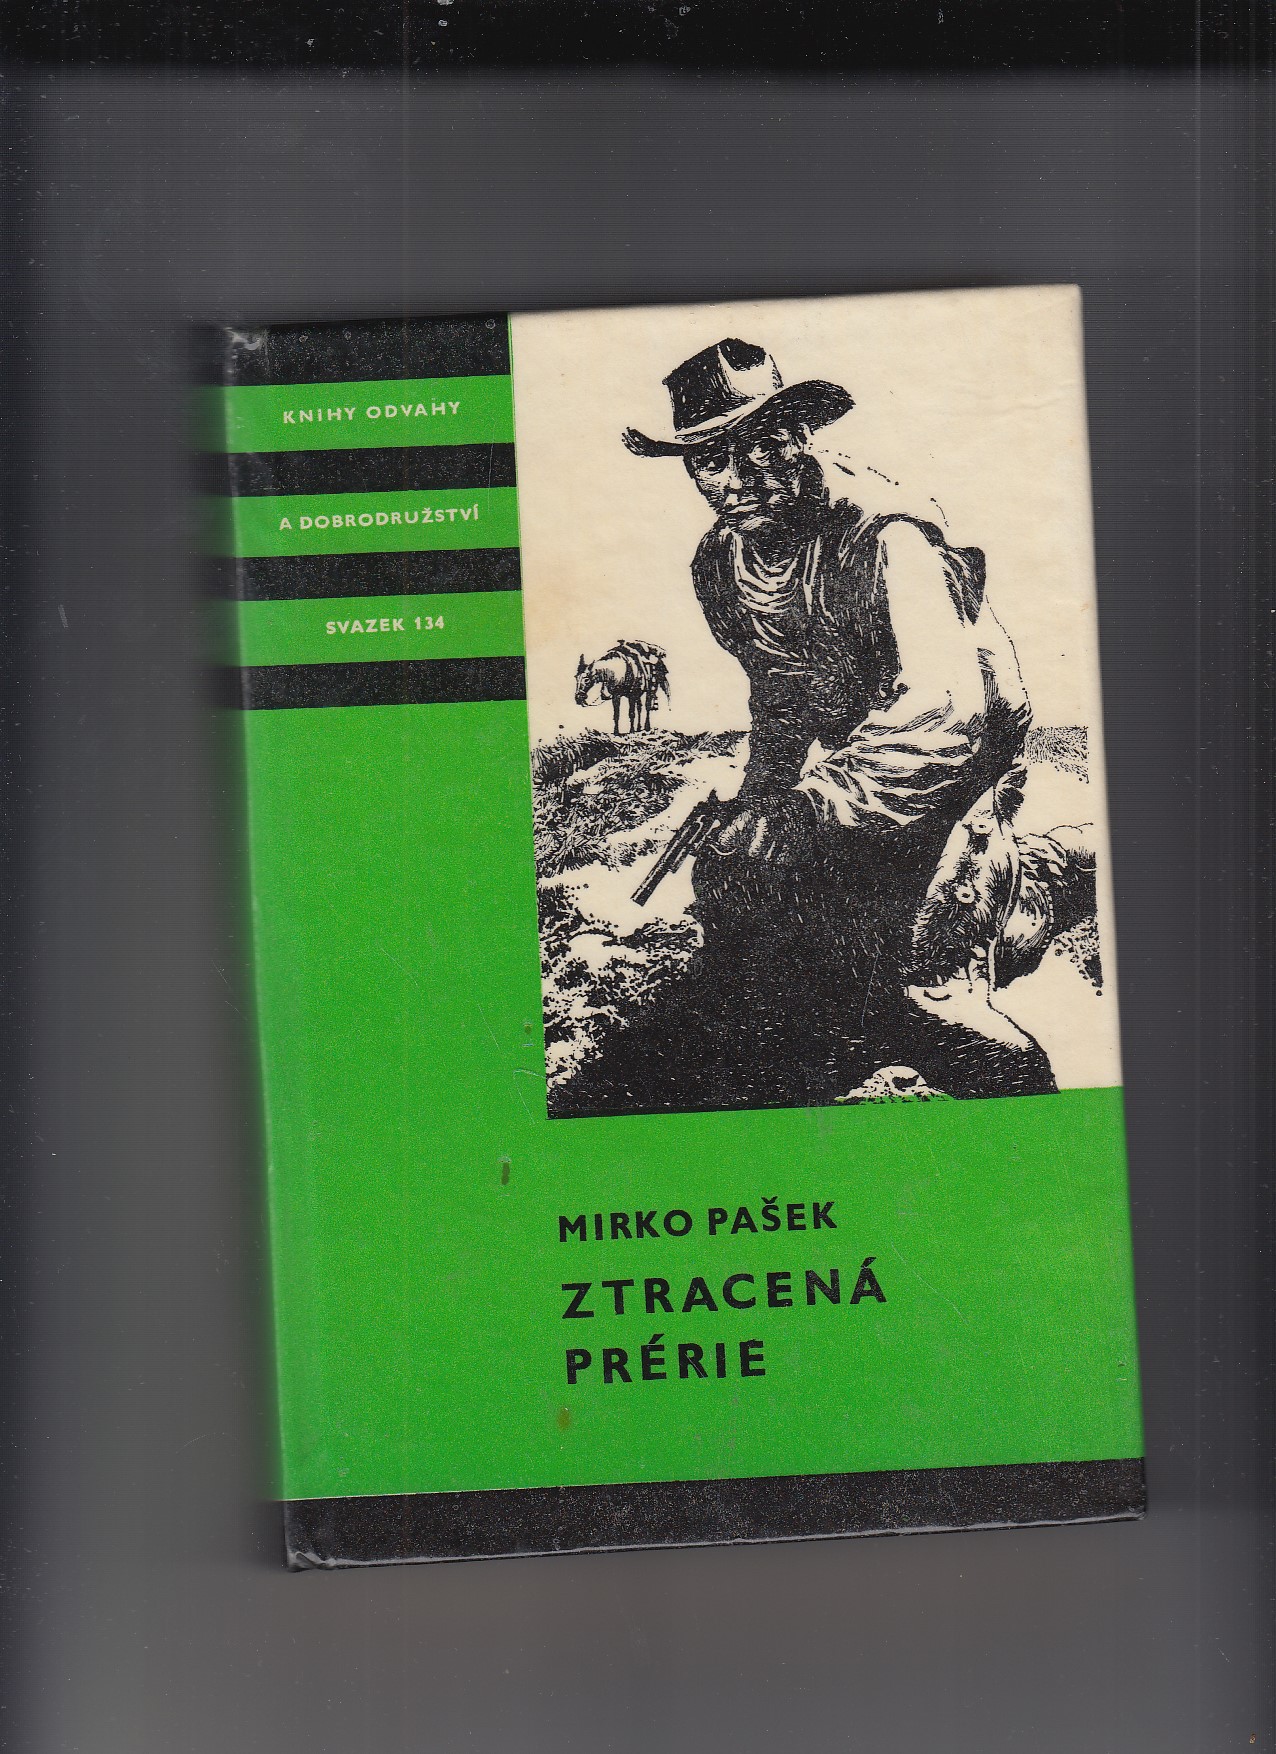 KNIHY ODVAHY
A DOBRODRUŽSTVÍ
SVAZEK 134
MIRKO PAŠEK
ZTRACENÁ
PRÉRIE